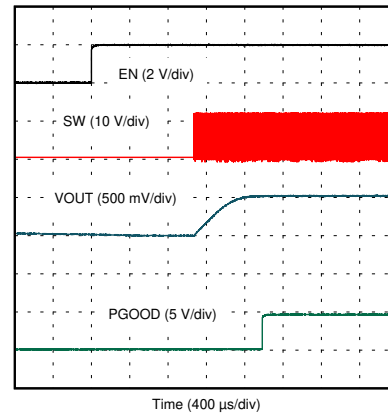 EN (2 V/div)
SW (10 V/div)
VOUT (500 mV/div)
PGOOD (5 V/div)
Time (400 µs/div)